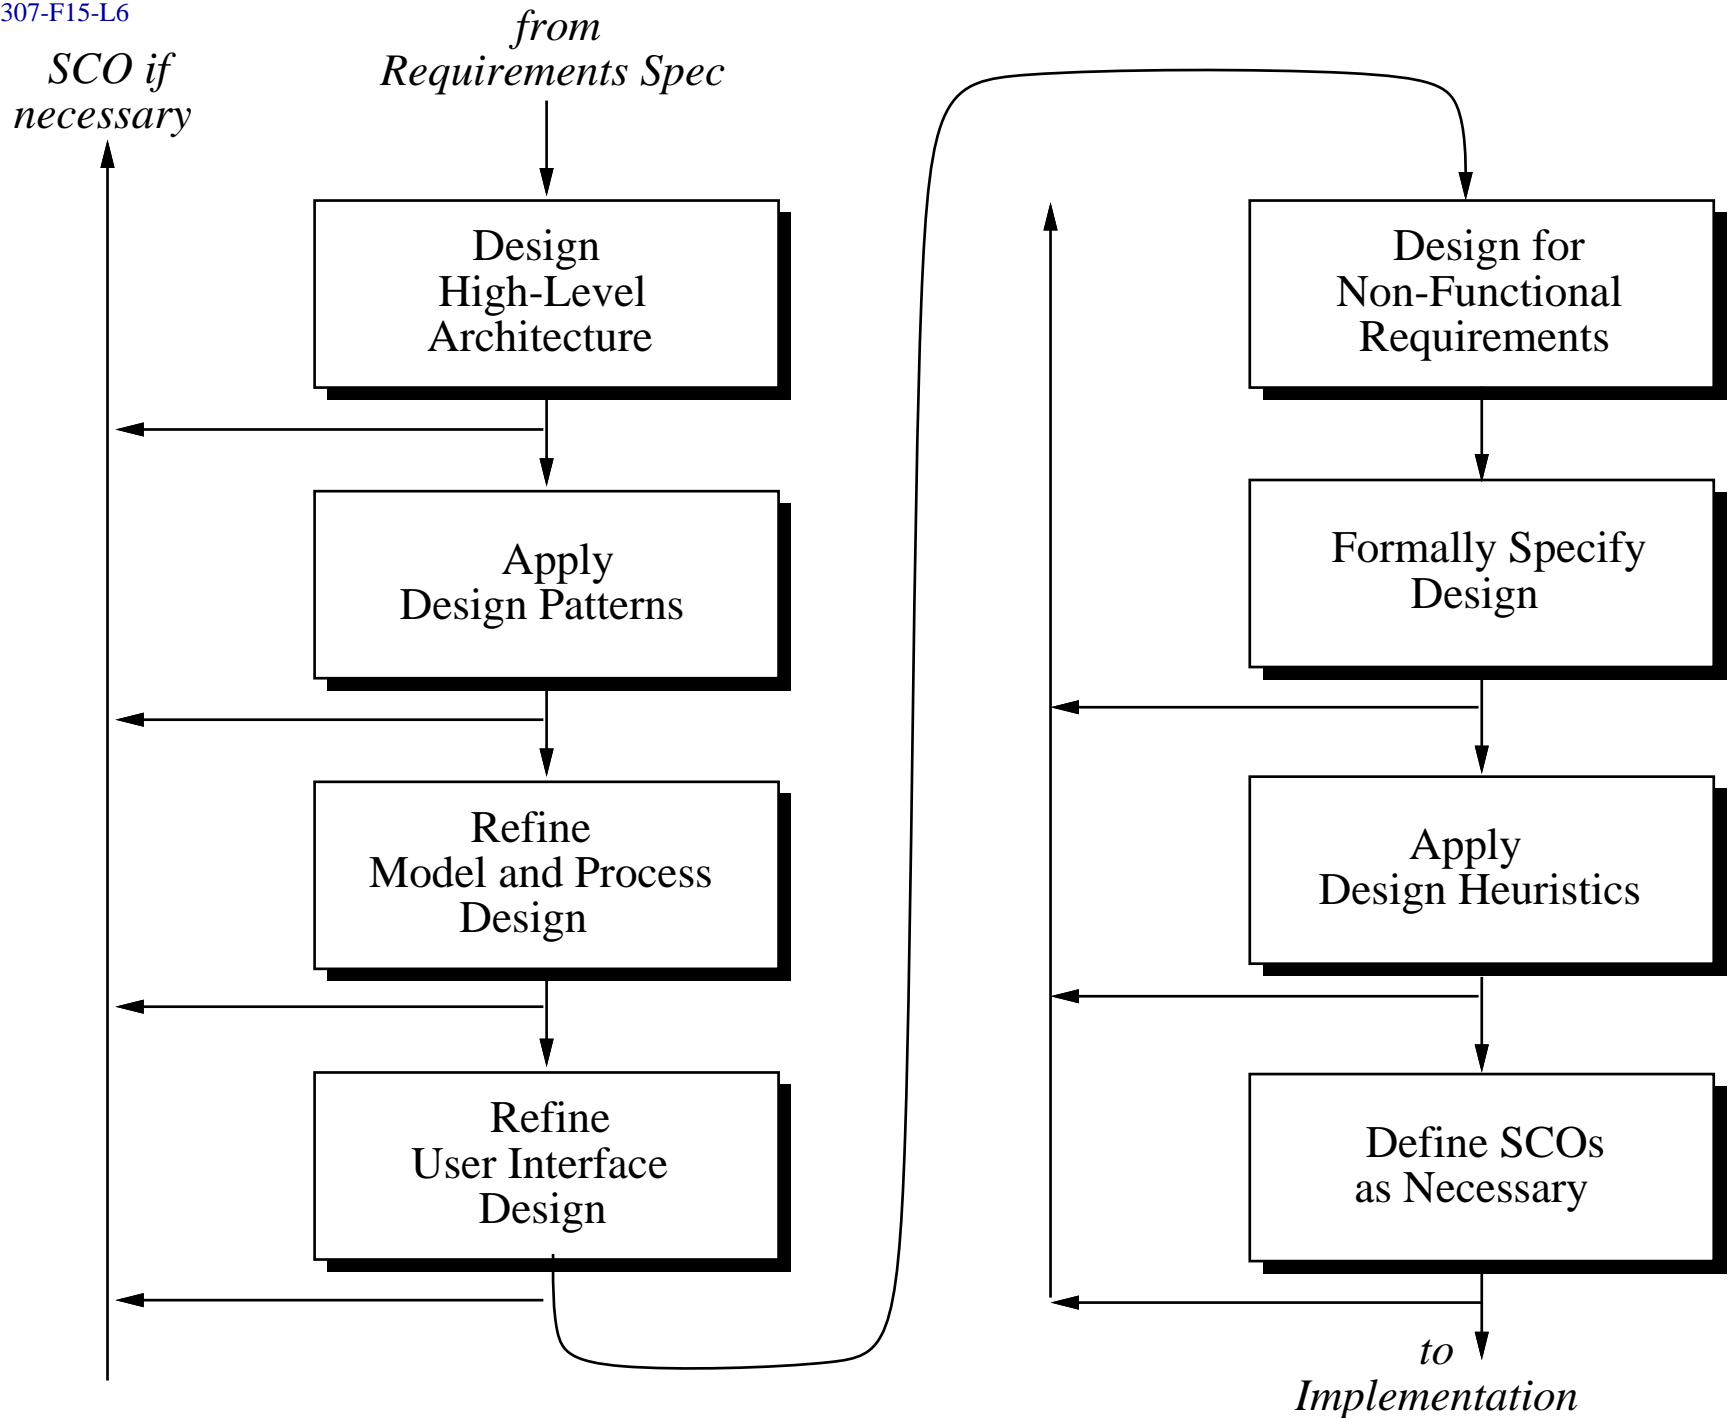 307-F15-L6
SCO if
necessary
from
Requirements Spec
Design
High-Level
Architecture
Apply
Design Patterns
Refine
Model and Process
Design
Refine
User Interface
Design
Design for
Non-Functional
Requirements
Formally Specify
Design
Apply
Design Heuristics
Define SCOs
as Necessary
to
Implementation